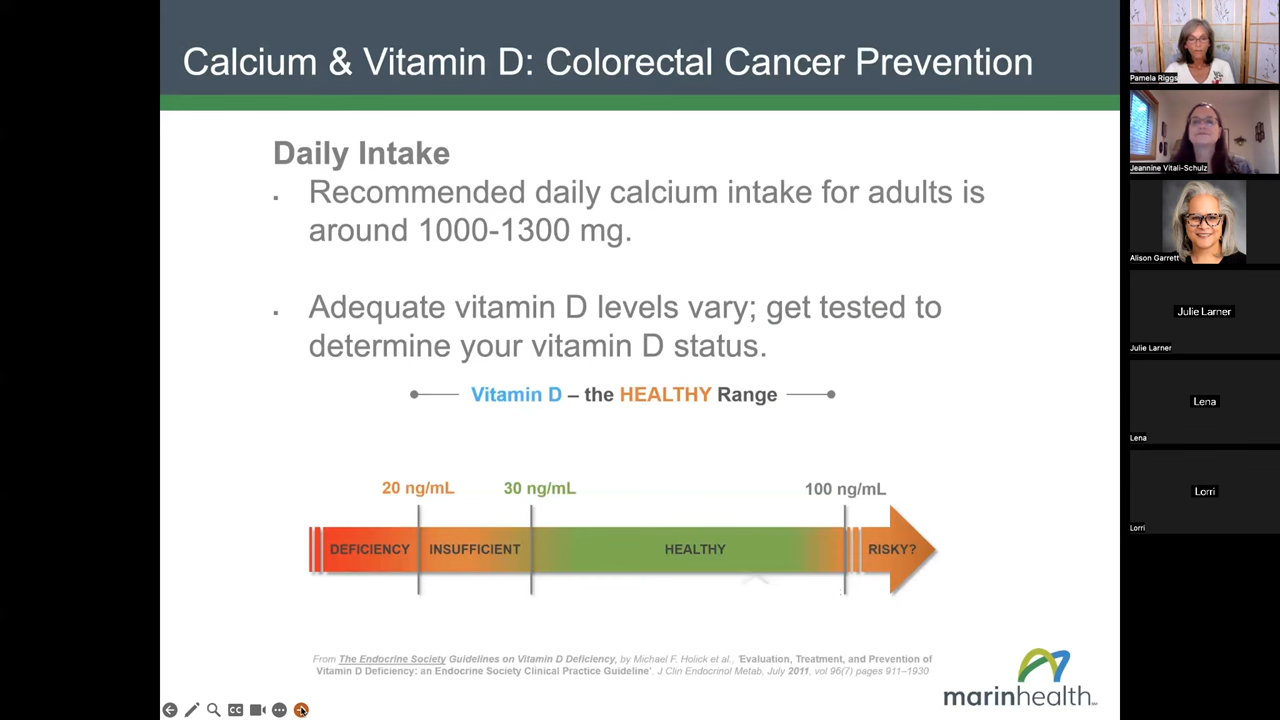 Calcium & Vitamin D: Colorectal Cancer Prevention
Daily Intake
Recommended daily calcium intake for adults is
around 1000-1300 mg.
Adequate vitamin D levels vary; get tested to
determine your vitamin D status.
Vitamin D – the HEALTHY Range
20 ng/mL
30 ng/mL
100 ng/mL
DEFICIENCY
INSUFFICIENT
HEALTHY
RISKY?
From The Endocrine Society Guidelines on Vitamin D Deficiency, by Michael F. Holick et al., 'Evaluation, Treatment, and Prevention of
Vitamin D Deficiency: an Endocrine Society Clinical Practice Guideline', J Clin Endocrinol Metab, July 2011, vol 96(7) pages 911–1930
marinhealth
CC
Pamela Riggs
Jeannine Vitali-Schulz
Alison Garrett
Julie Larner
Julie Larner
Lena
Lena
Lorri
Lorri